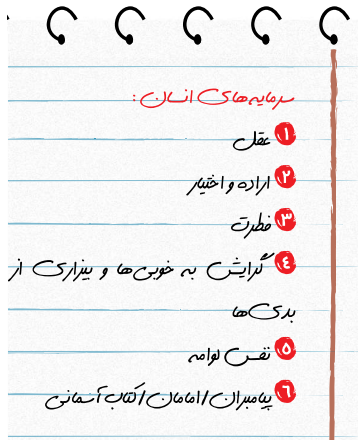 سرمایه‌های انسان:
۱ عقل
۲ اراده و اختیار
۳ فطرت
۴ گرایش به خوبی‌ها و بیزاری از
بدی‌ها
۵ نفس لوامه
۶ پیامبران/امامان/کتاب آسمانی